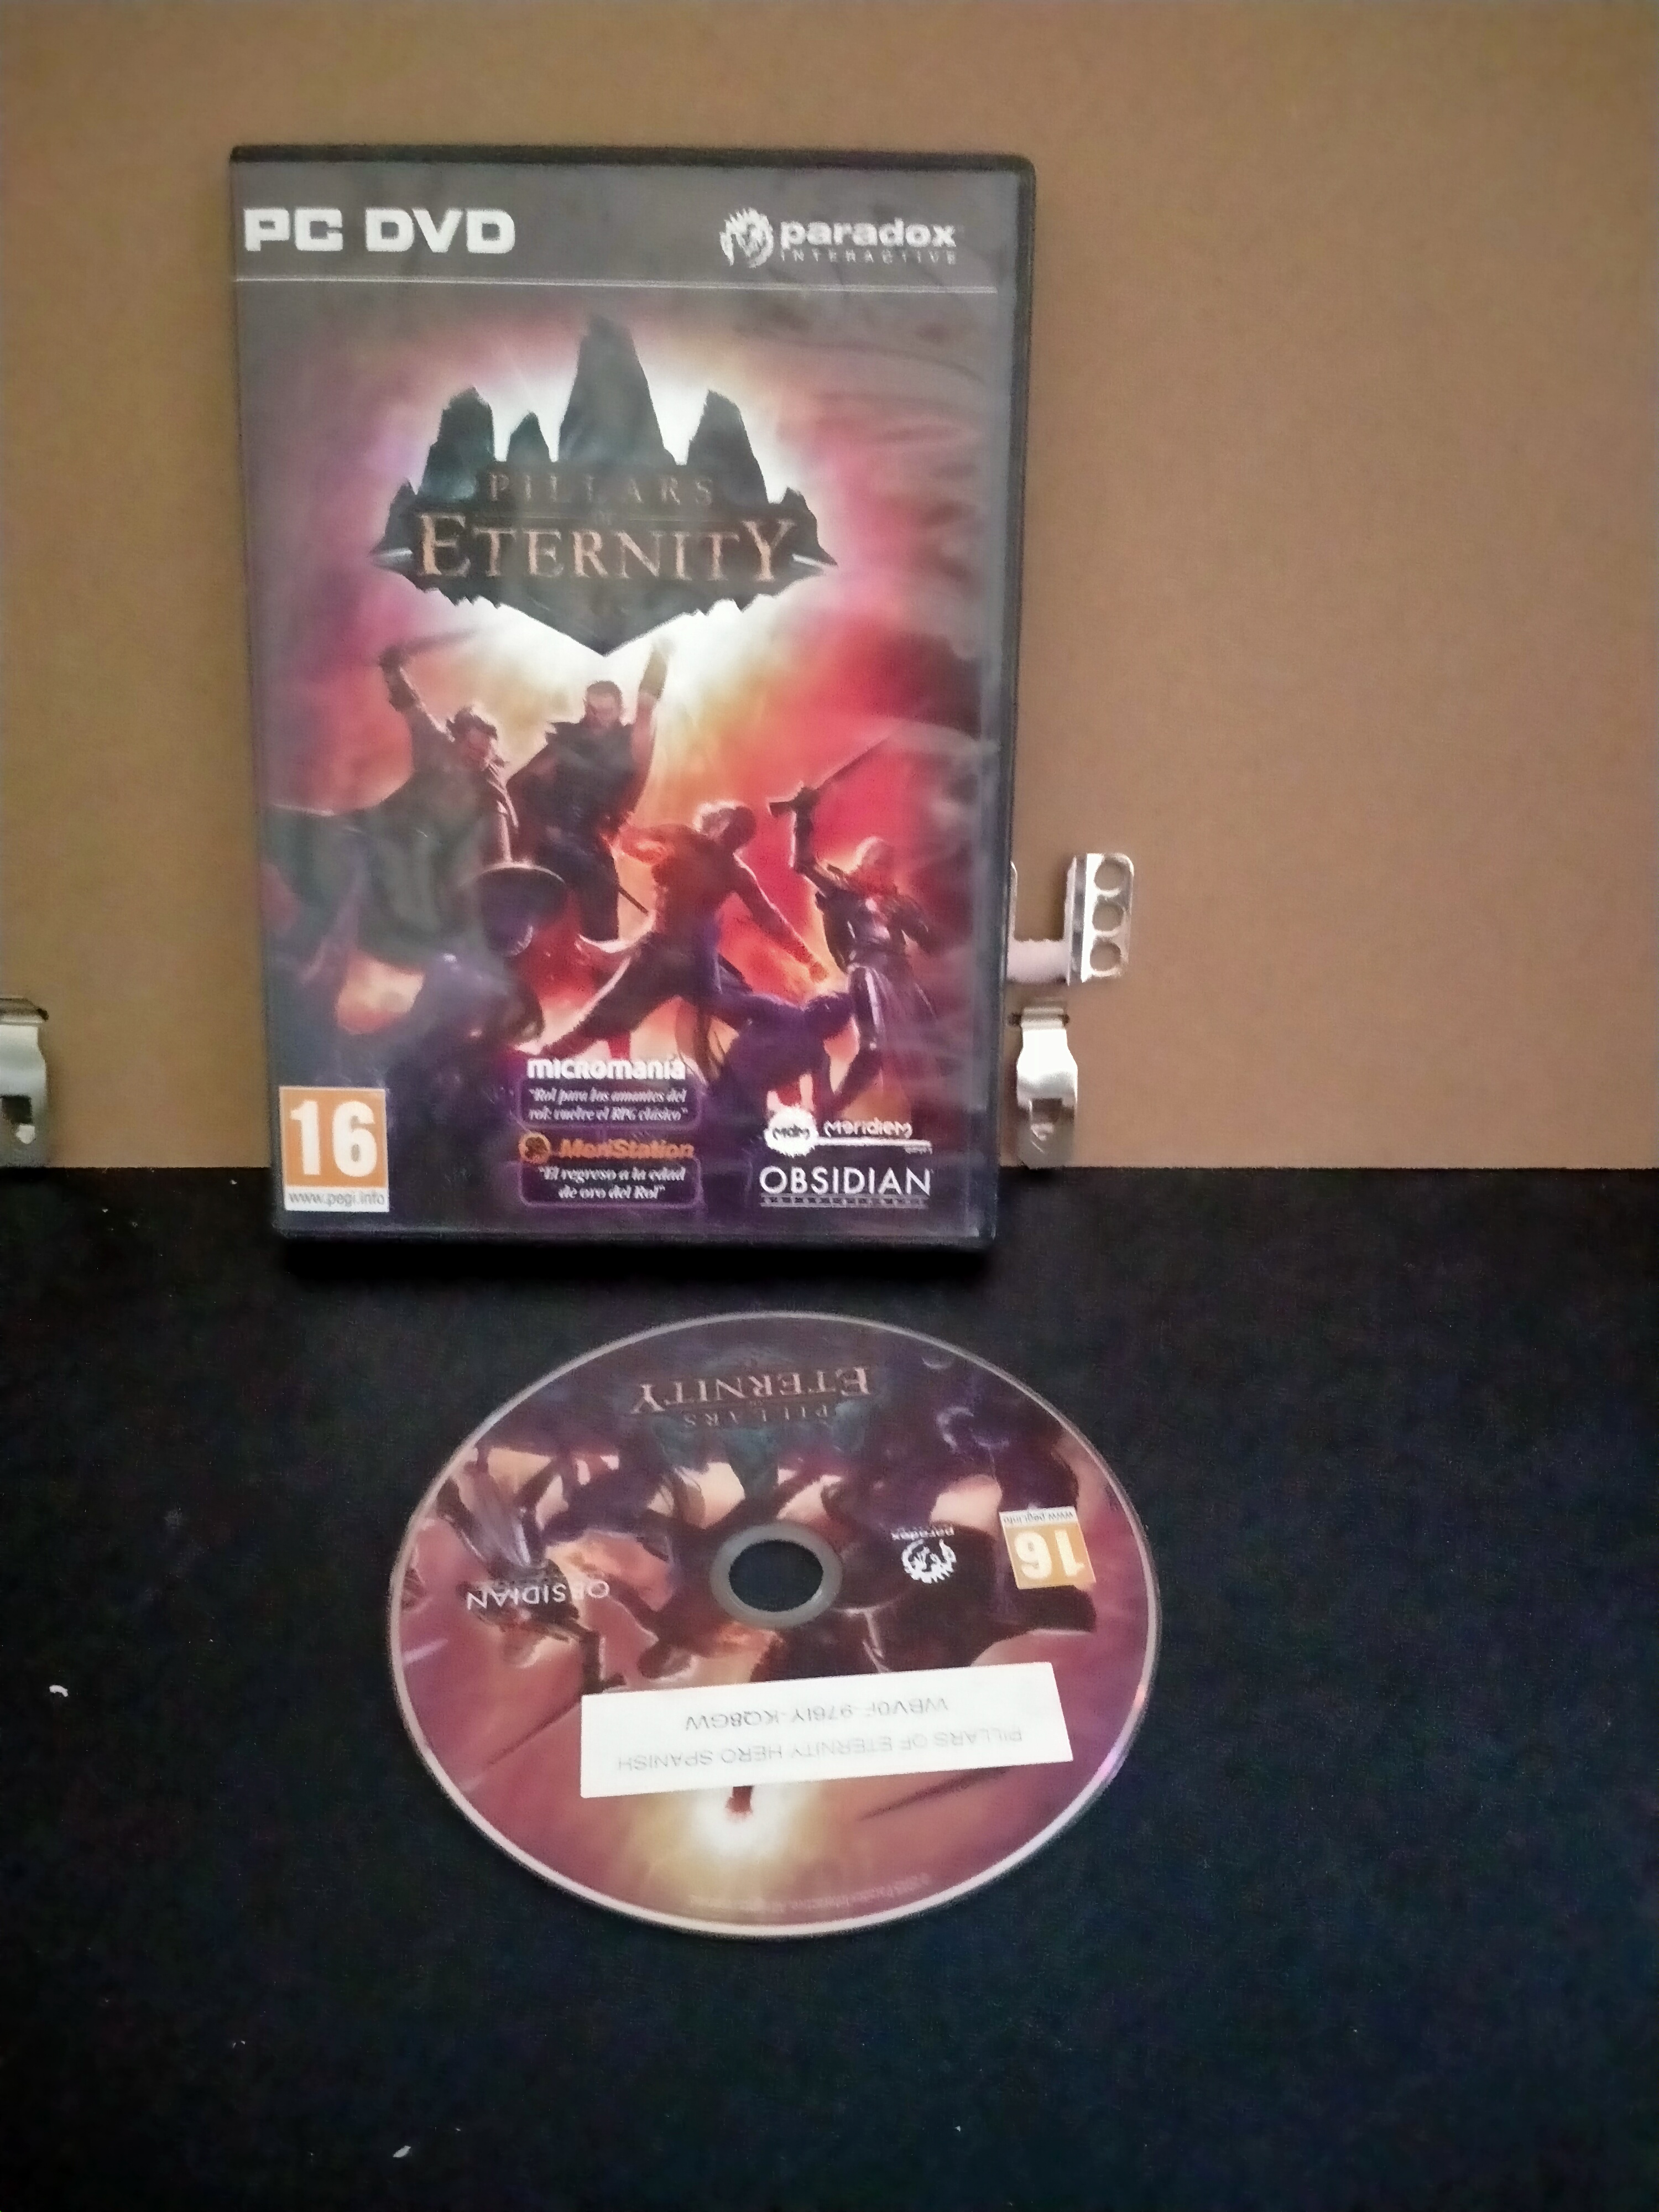 PC DVD
paradox
INTERACTIVE
PILLARS
OF
ETERNITY
micromanía
"Rol para los amantes del
rol: vuelve el RPG clásico"
MeriStation
"El regreso a la edad
de oro del Rol"
16
www.pegi.info
MDM
MeridieM
OBSIDIAN
ENTERTAINMENT
PILLARS OF ETERNITY HERO SPANISH
WBV0F-976IY-KQ8GW
16
www.pegi.info
paradox
OBSIDIAN
PILLARS
ETERNITY